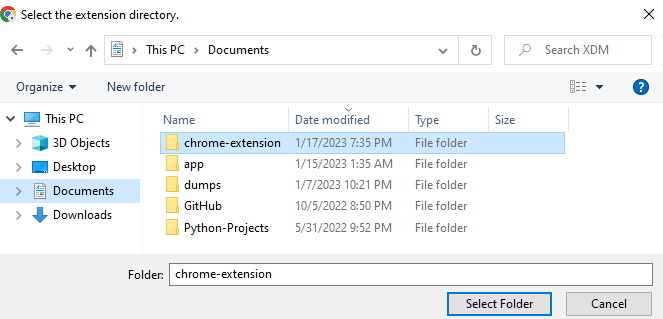 Select the extension directory.
This PC > Documents
Search XDM
Organize New folder
Name Date modified Type Size
This PC
3D Objects
Desktop
Documents
Downloads
chrome-extension 1/17/2023 7:35 PM File folder
app 1/15/2023 1:35 AM File folder
dumps 1/7/2023 10:21 PM File folder
GitHub 10/5/2022 8:50 PM File folder
Python-Projects 5/31/2022 9:52 PM File folder
Folder: chrome-extension
Select Folder Cancel